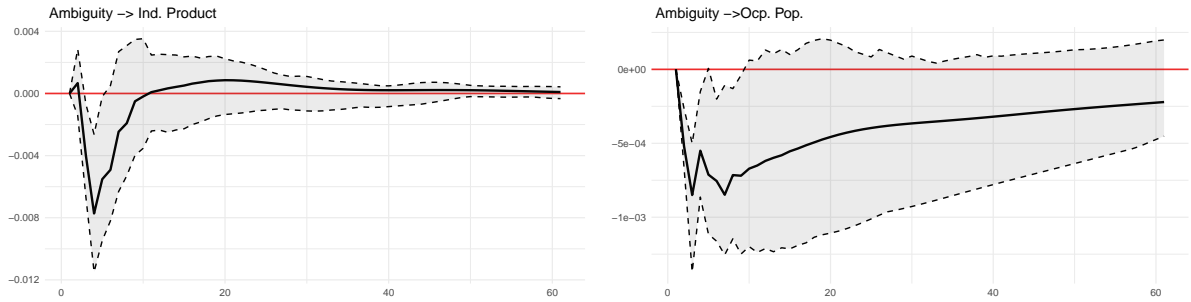 Ambiguity −> Ind. Product
0.004
0.000
−0.004
−0.008
−0.012
0 20 40 60
Ambiguity −>Ocp. Pop.
0e+00
−5e−04
−1e−03
0 20 40 60